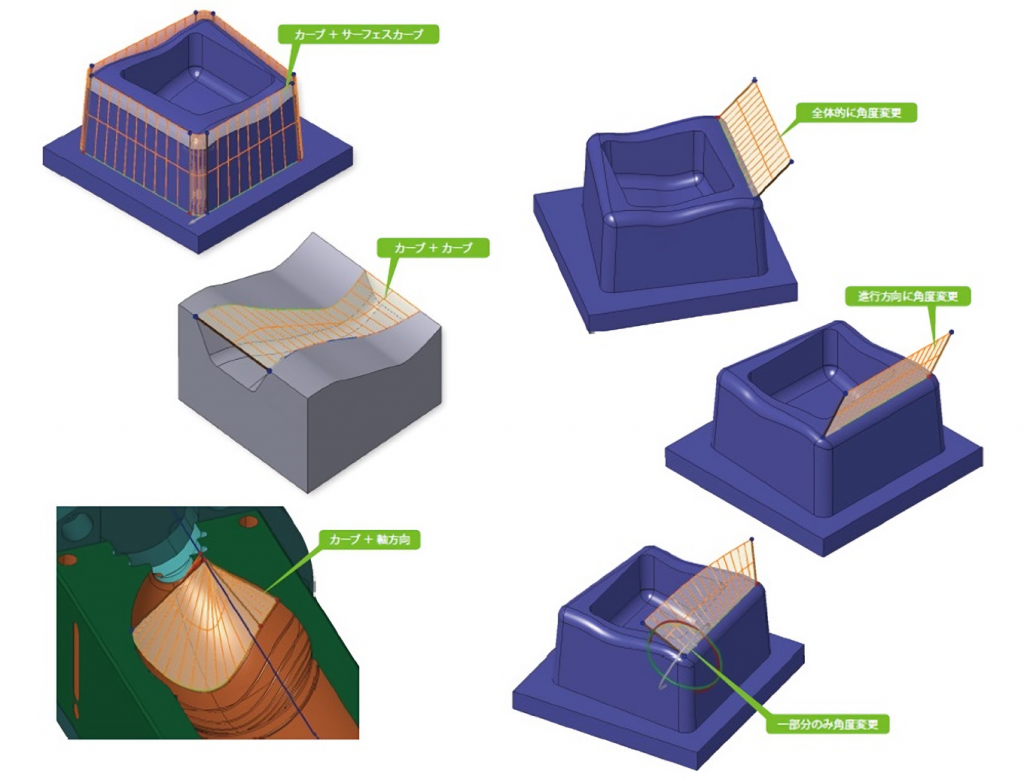 カーブ + サーフェスカーブ
全体的に角度変更
カーブ + カーブ
進行方向に角度変更
カーブ + 軸方向
一部分のみ角度変更